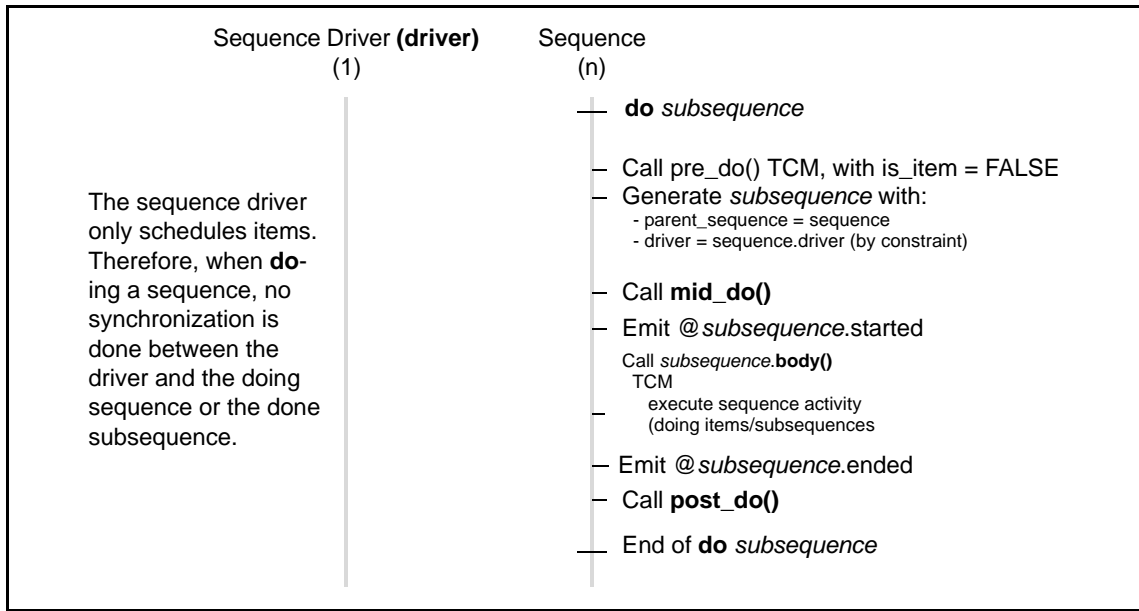 Sequence Driver (driver)
(1)
Sequence
(n)
The sequence driver
only schedules items.
Therefore, when do-
ing a sequence, no
synchronization is
done between the
driver and the doing
sequence or the done
subsequence.
do subsequence
Call pre_do() TCM, with is_item = FALSE
Generate subsequence with:
- parent_sequence = sequence
- driver = sequence.driver (by constraint)
Call mid_do()
Emit @subsequence.started
Call subsequence.body()
TCM
execute sequence activity
(doing items/subsequences
Emit @subsequence.ended
Call post_do()
End of do subsequence